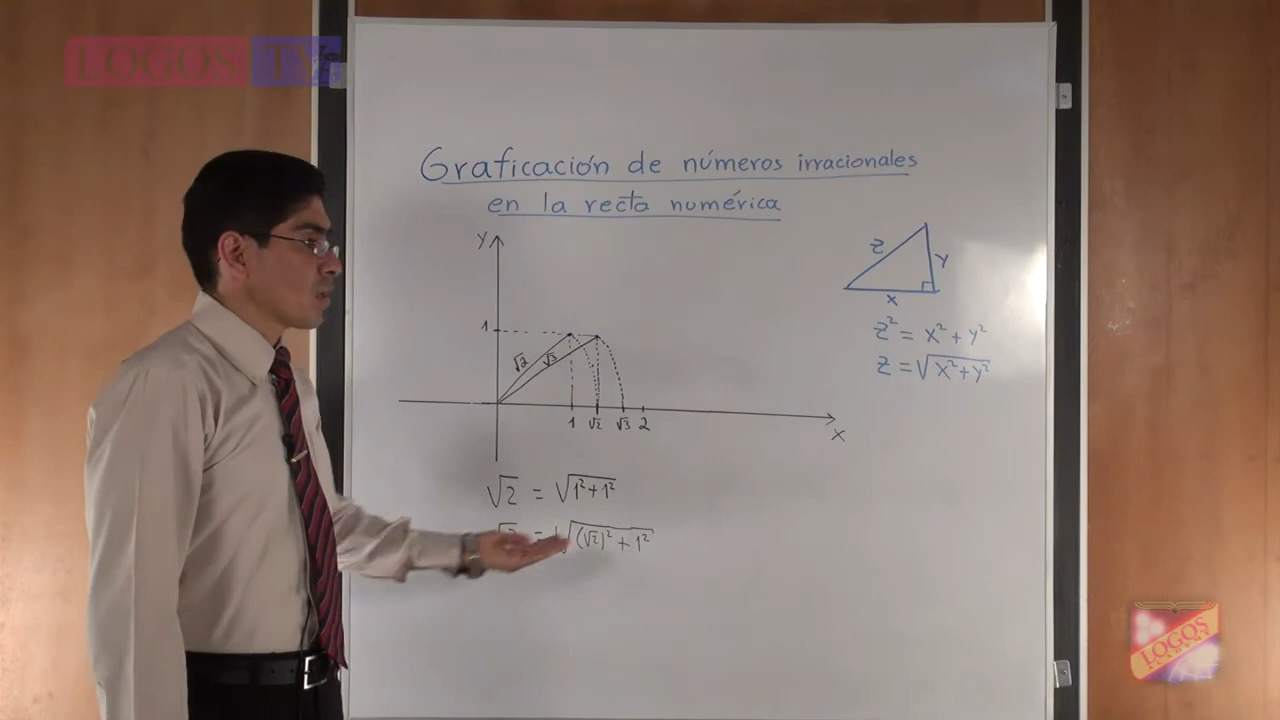 LOGOS TV
Graficación de números irracionales
en la recta numérica
Y
1
√2
√3
1 √2 √3 2
X
z
y
x
z² = x² + y²
z = √x² + y²
√2 = √1² + 1²
= √(√2)² + 1²
LOGOS
ACADEMY